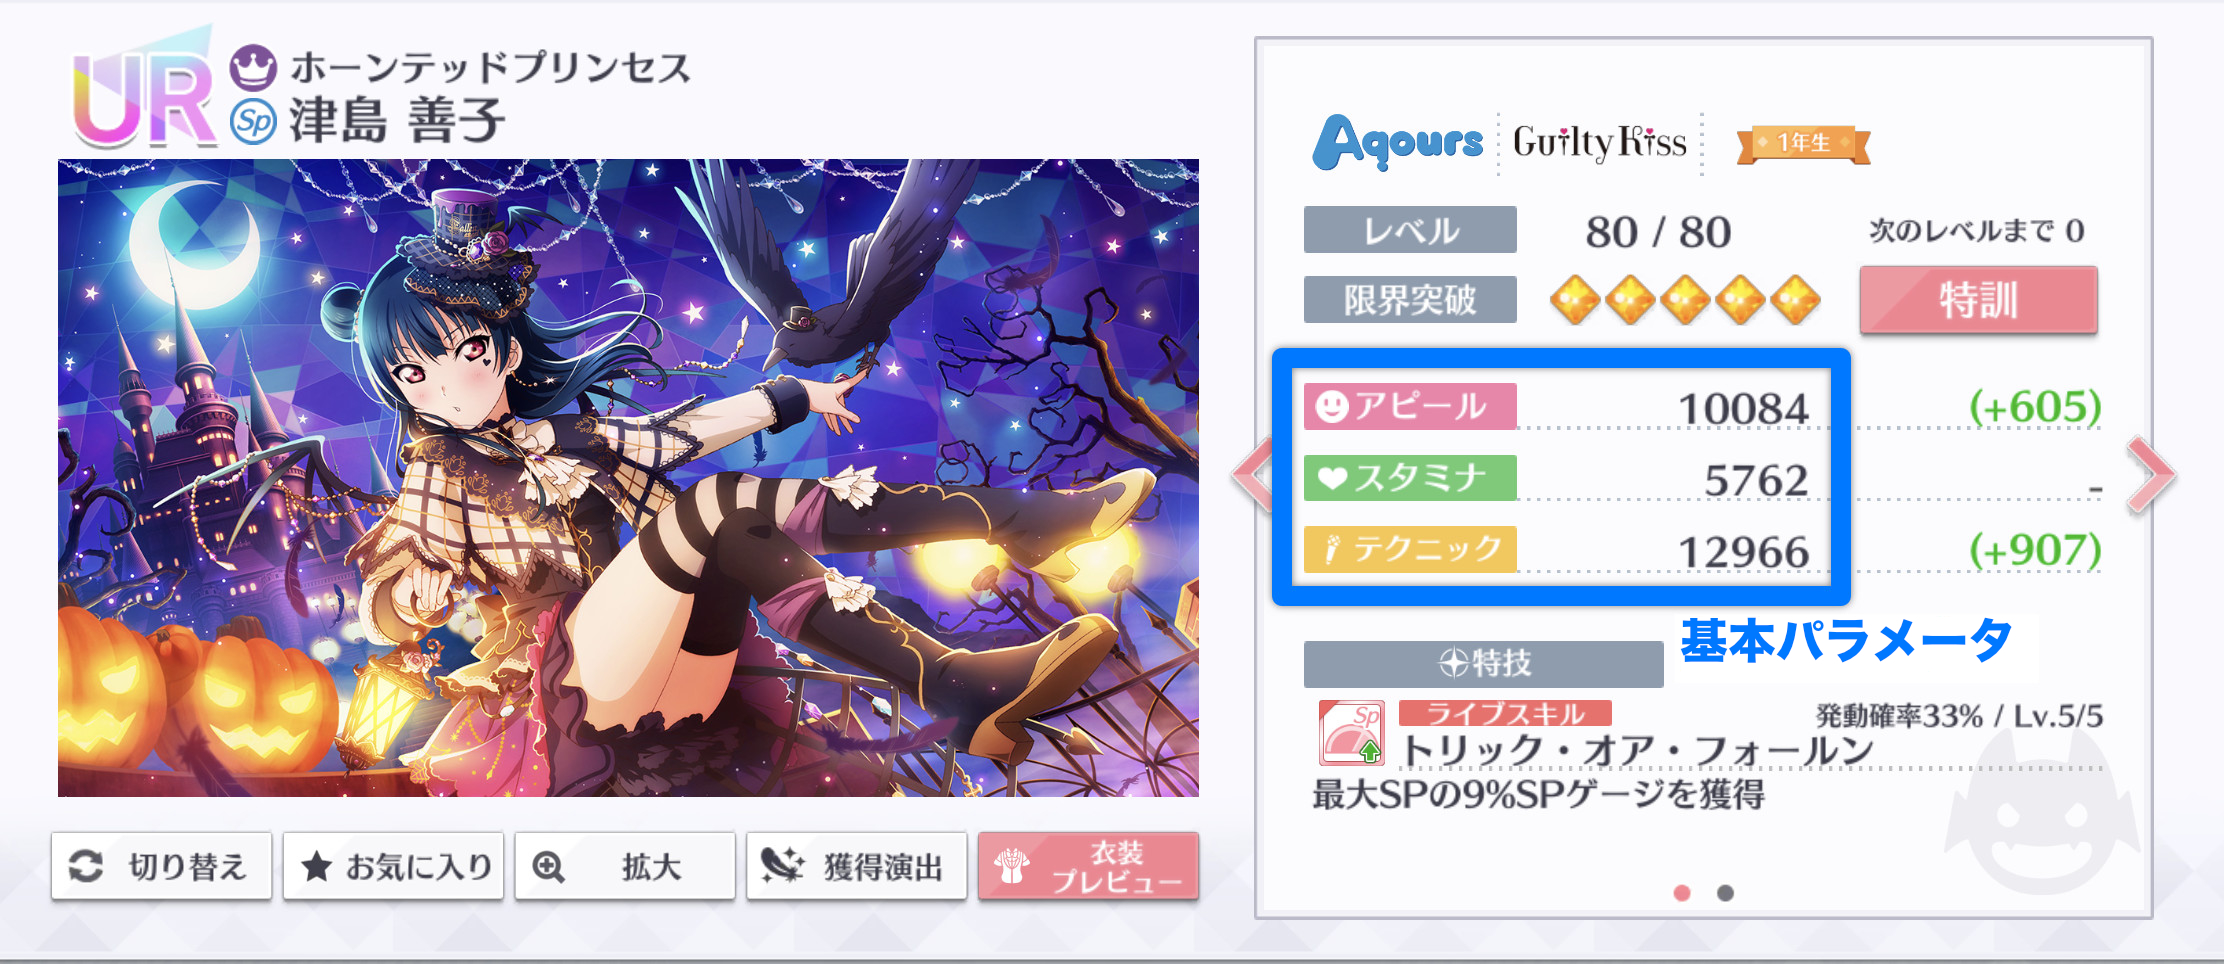 UR
ホーンテッドプリンセス
Sp
津島 善子
切り替え
お気に入り
拡大
獲得演出
衣装
プレビュー
Aqours
Guilty Kiss
1年生
レベル
80 / 80
次のレベルまで 0
限界突破
特訓
アピール
10084
(+605)
スタミナ
5762
-
テクニック
12966
(+907)
基本パラメータ
特技
Sp
ライブスキル
発動確率33% / Lv.5/5
トリック・オア・フォールン
最大SPの9%SPゲージを獲得